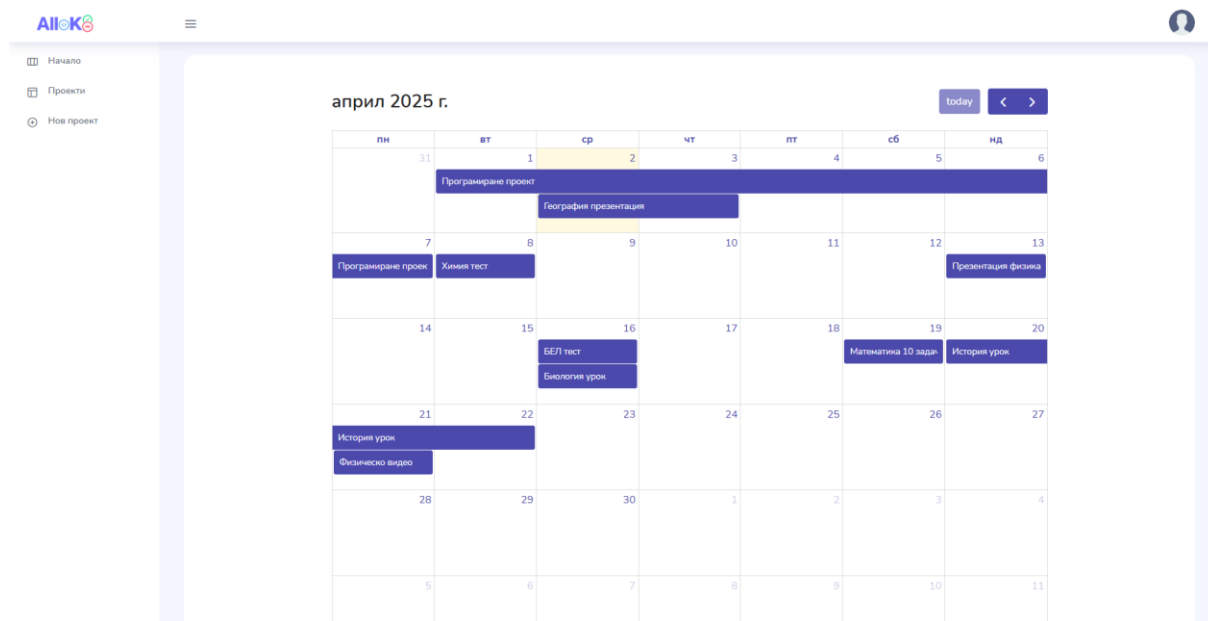 AlloK8
Начало
Проекти
Нов проект
април 2025 г.
today
пн вт ср чт пт сб нд
31 1 2 3 4 5 6
Програмиране проект
География презентация
7 8 9 10 11 12 13
Програмиране проек Химия тест Презентация физика
14 15 16 17 18 19 20
БЕЛ тест Математика 10 задач История урок
Биология урок
21 22 23 24 25 26 27
История урок
Физическо видео
28 29 30 1 2 3 4
5 6 7 8 9 10 11